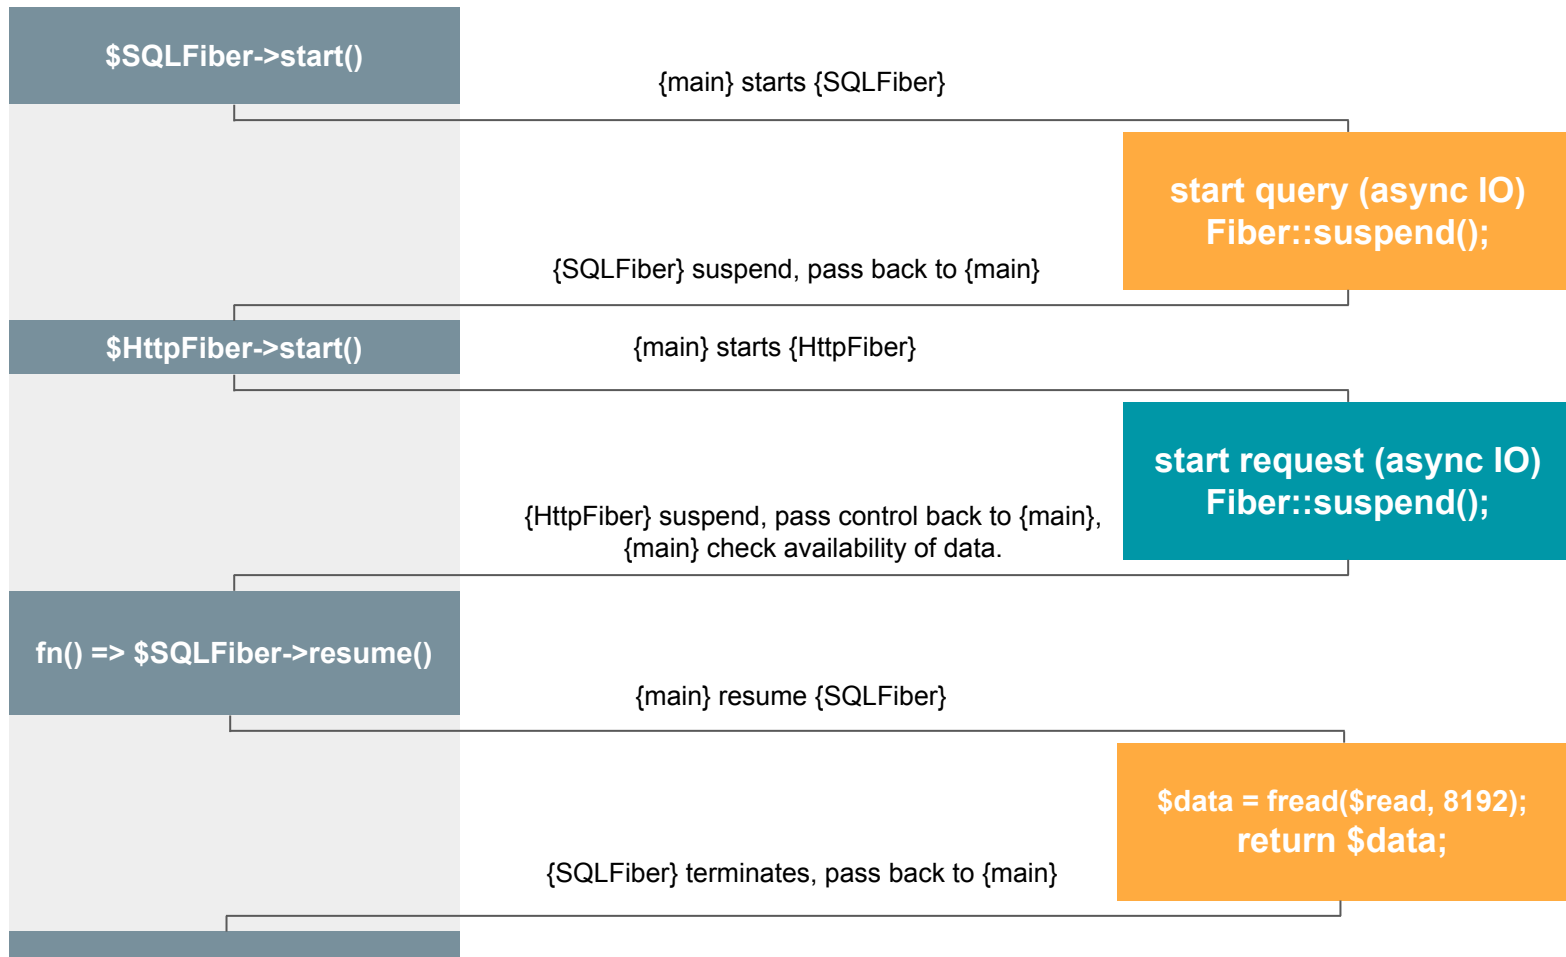 $SQLFiber->start()
{main} starts {SQLFiber}
start query (async IO)
Fiber::suspend();
{SQLFiber} suspend, pass back to {main}
$HttpFiber->start()
{main} starts {HttpFiber}
start request (async IO)
Fiber::suspend();
{HttpFiber} suspend, pass control back to {main},
{main} check availability of data.
fn() => $SQLFiber->resume()
{main} resume {SQLFiber}
$data = fread($read, 8192);
return $data;
{SQLFiber} terminates, pass back to {main}